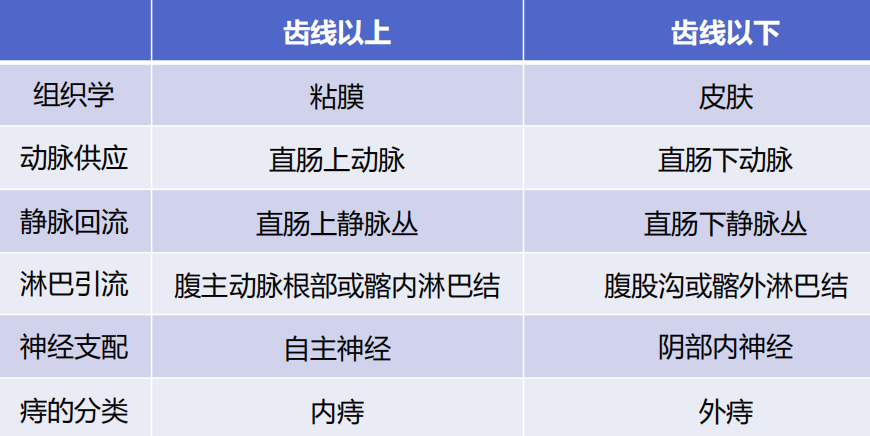 齿线以上 齿线以下
组织学 粘膜 皮肤
动脉供应 直肠上动脉 直肠下动脉
静脉回流 直肠上静脉丛 直肠下静脉丛
淋巴引流 腹主动脉根部或髂内淋巴结 腹股沟或髂外淋巴结
神经支配 自主神经 阴部内神经
痔的分类 内痔 外痔